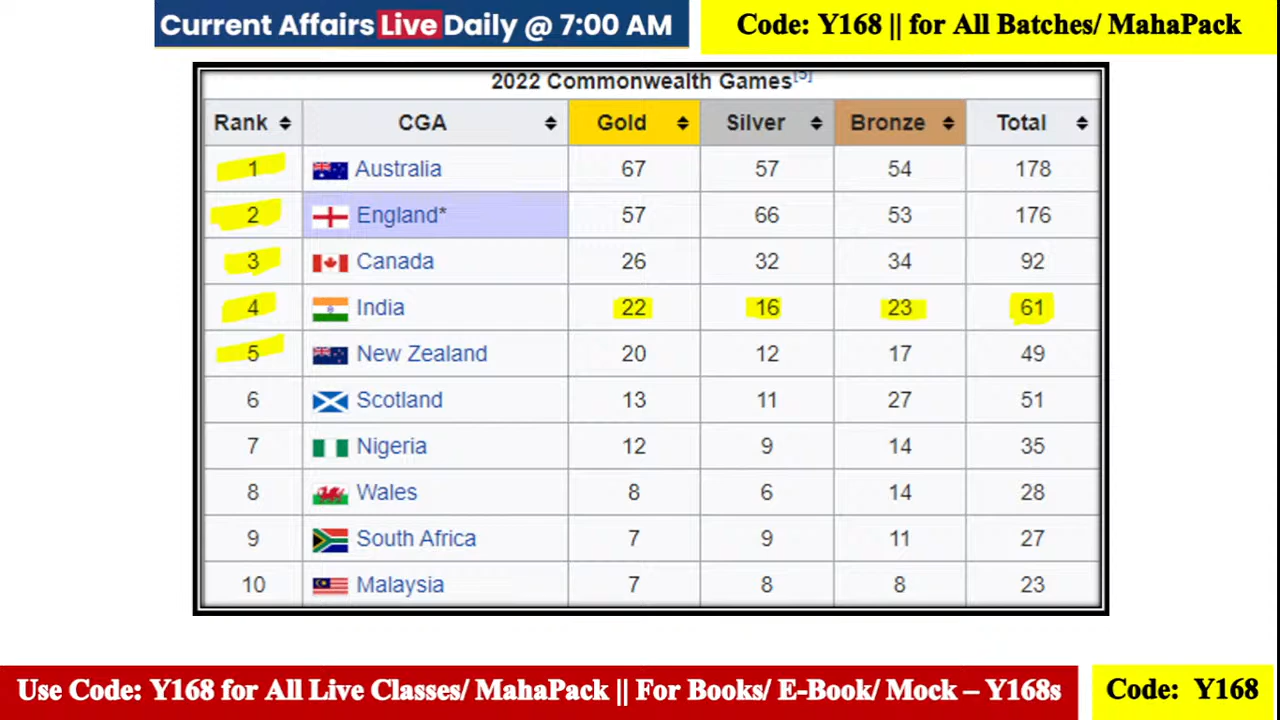 Current Affairs Live Daily @ 7:00 AM
Code: Y168 || for All Batches/ MahaPack
2022 Commonwealth Games[5]
Rank CGA Gold Silver Bronze Total
1 Australia 67 57 54 178
2 England* 57 66 53 176
3 Canada 26 32 34 92
4 India 22 16 23 61
5 New Zealand 20 12 17 49
6 Scotland 13 11 27 51
7 Nigeria 12 9 14 35
8 Wales 8 6 14 28
9 South Africa 7 9 11 27
10 Malaysia 7 8 8 23
Use Code: Y168 for All Live Classes/ MahaPack || For Books/ E-Book/ Mock – Y168s
Code: Y168